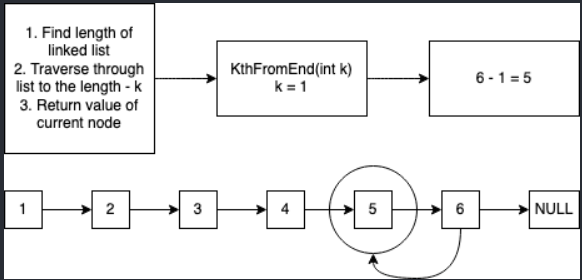 1. Find length of
linked list
2. Traverse through
list to the length - k
3. Return value of
current node
KthFromEnd(int k)
k = 1
6 - 1 = 5
1
2
3
4
5
6
NULL